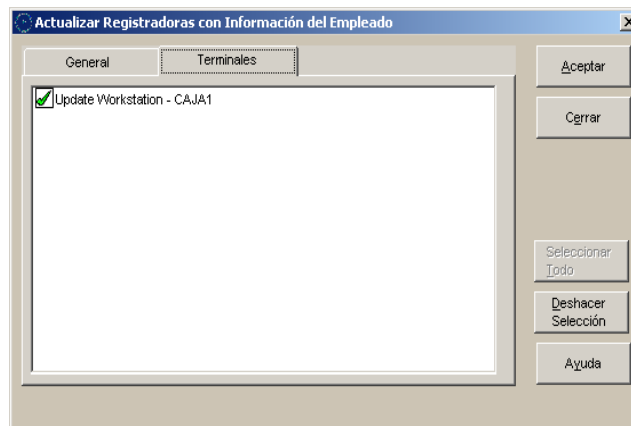 Actualizar Registradoras con Información del Empleado
General
Terminales
Update Workstation - CAJA1
Aceptar
Cerrar
Seleccionar
Todo
Deshacer
Selección
Ayuda